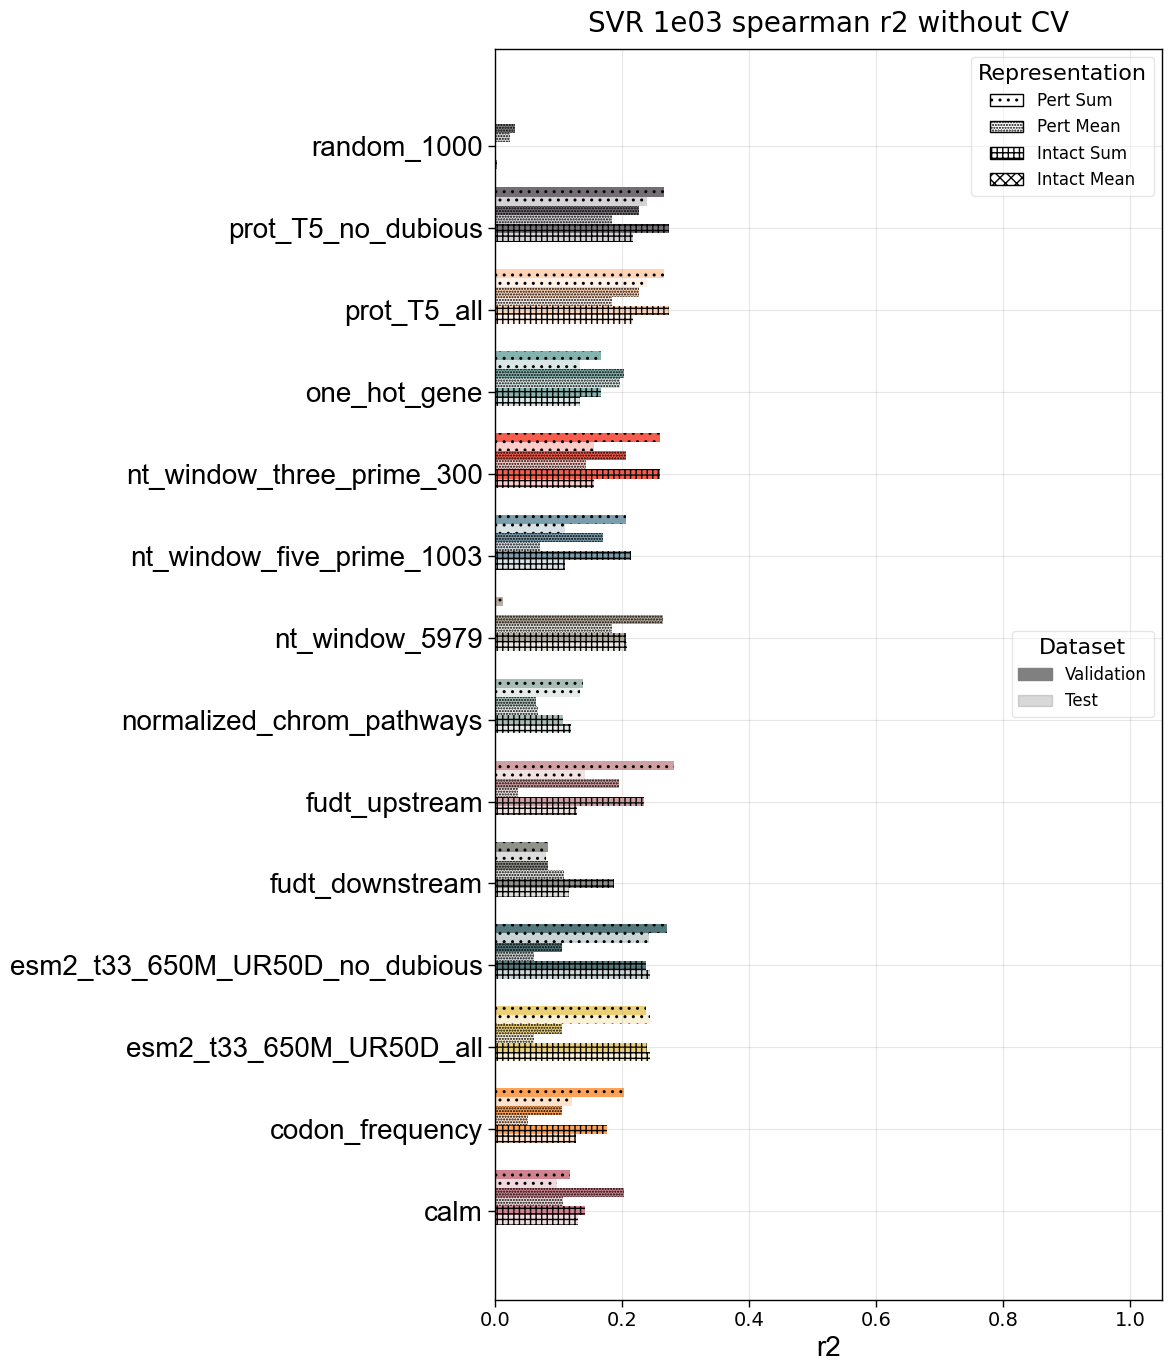 SVR 1e03 spearman r2 without CV
Representation
Pert Sum
Pert Mean
Intact Sum
Intact Mean
random_1000
prot_T5_no_dubious
prot_T5_all
one_hot_gene
nt_window_three_prime_300
nt_window_five_prime_1003
nt_window_5979
Dataset
Validation
Test
normalized_chrom_pathways
fudt_upstream
fudt_downstream
esm2_t33_650M_UR50D_no_dubious
esm2_t33_650M_UR50D_all
codon_frequency
calm
0.0 0.2 0.4 0.6 0.8 1.0
r2